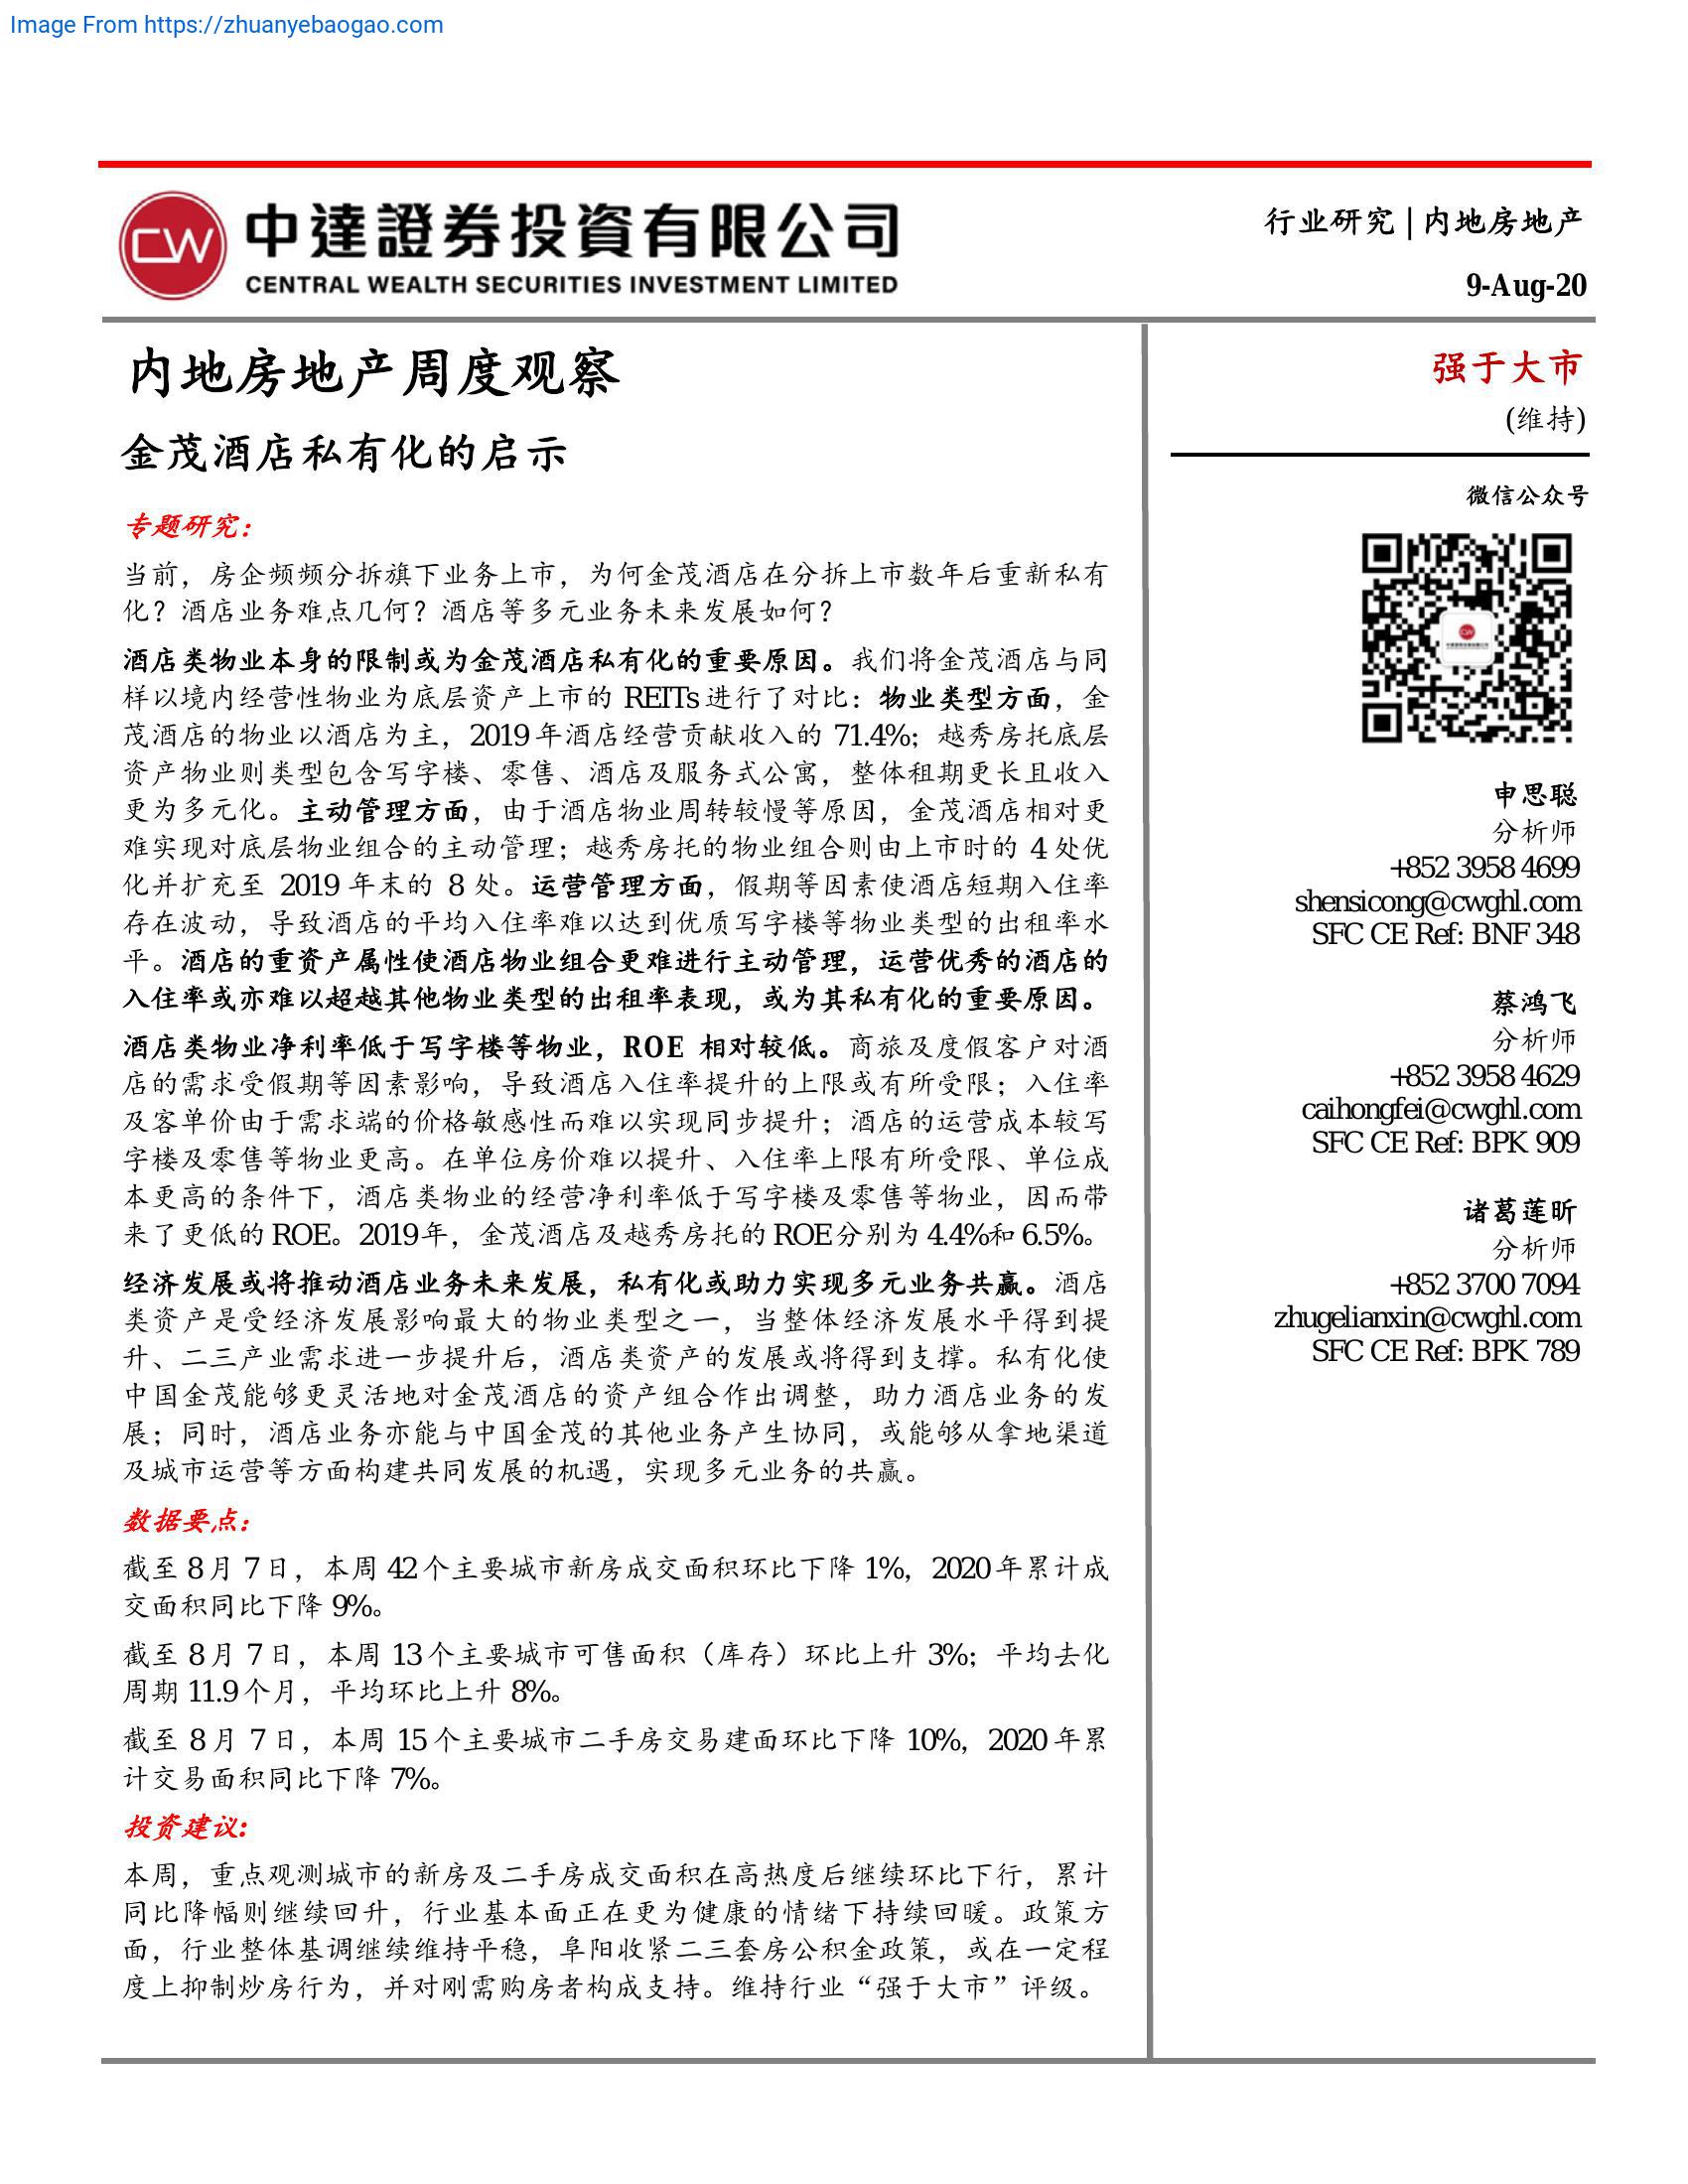 Image From https://zhuanyebaogao.com
CW
中達證券投資有限公司
CENTRAL WEALTH SECURITIES INVESTMENT LIMITED
行业研究|内地房地产
9-Aug-20
内地房地产周度观察
金茂酒店私有化的启示
专题研究：
当前，房企频频分拆旗下业务上市，为何金茂酒店在分拆上市数年后重新私有
化？酒店业务难点几何？酒店等多元业务未来发展如何？
酒店类物业本身的限制或为金茂酒店私有化的重要原因。我们将金茂酒店与同
样以境内经营性物业为底层资产上市的 REITs 进行了对比：物业类型方面，金
茂酒店的物业以酒店为主，2019 年酒店经营贡献收入的 71.4%；越秀房托底层
资产物业则类型包含写字楼、零售、酒店及服务式公寓，整体租期更长且收入
更为多元化。主动管理方面，由于酒店物业周转较慢等原因，金茂酒店相对更
难实现对底层物业组合的主动管理；越秀房托的物业组合则由上市时的 4 处优
化并扩充至 2019 年末的 8 处。运营管理方面，假期等因素使酒店短期入住率
存在波动，导致酒店的平均入住率难以达到优质写字楼等物业类型的出租率水
平。酒店的重资产属性使酒店物业组合更难进行主动管理，运营优秀的酒店的
入住率或亦难以超越其他物业类型的出租率表现，或为其私有化的重要原因。
酒店类物业净利率低于写字楼等物业，ROE 相对较低。商旅及度假客户对酒
店的需求受假期等因素影响，导致酒店入住率提升的上限或有所受限；入住率
及客单价由于需求端的价格敏感性而难以实现同步提升；酒店的运营成本较写
字楼及零售等物业更高。在单位房价难以提升、入住率上限有所受限、单位成
本更高的条件下，酒店类物业的经营净利率低于写字楼及零售等物业，因而带
来了更低的 ROE。2019年，金茂酒店及越秀房托的 ROE分别为 4.4%和 6.5%。
经济发展或将推动酒店业务未来发展，私有化或助力实现多元业务共赢。酒店
类资产是受经济发展影响最大的物业类型之一，当整体经济发展水平得到提
升、二三产业需求进一步提升后，酒店类资产的发展或将得到支撑。私有化使
中国金茂能够更灵活地对金茂酒店的资产组合作出调整，助力酒店业务的发
展；同时，酒店业务亦能与中国金茂的其他业务产生协同，或能够从拿地渠道
及城市运营等方面构建共同发展的机遇，实现多元业务的共赢。
数据要点：
截至 8 月 7 日，本周 42 个主要城市新房成交面积环比下降 1%，2020 年累计成
交面积同比下降 9%。
截至 8 月 7 日，本周 13 个主要城市可售面积（库存）环比上升 3%；平均去化
周期 11.9 个月，平均环比上升 8%。
截至 8 月 7 日，本周 15 个主要城市二手房交易建面环比下降 10%，2020 年累
计交易面积同比下降 7%。
投资建议:
本周，重点观测城市的新房及二手房成交面积在高热度后继续环比下行，累计
同比降幅则继续回升，行业基本面正在更为健康的情绪下持续回暖。政策方
面，行业整体基调继续维持平稳，阜阳收紧二三套房公积金政策，或在一定程
度上抑制炒房行为，并对刚需购房者构成支持。维持行业“强于大市”评级。
强于大市
(维持)
微信公众号
申思聪
分析师
+852 3958 4699
shensicong@cwghl.com
SFC CE Ref: BNF 348
蔡鸿飞
分析师
+852 3958 4629
caihongfei@cwghl.com
SFC CE Ref: BPK 909
诸葛莲昕
分析师
+852 3700 7094
zhugelianxin@cwghl.com
SFC CE Ref: BPK 789